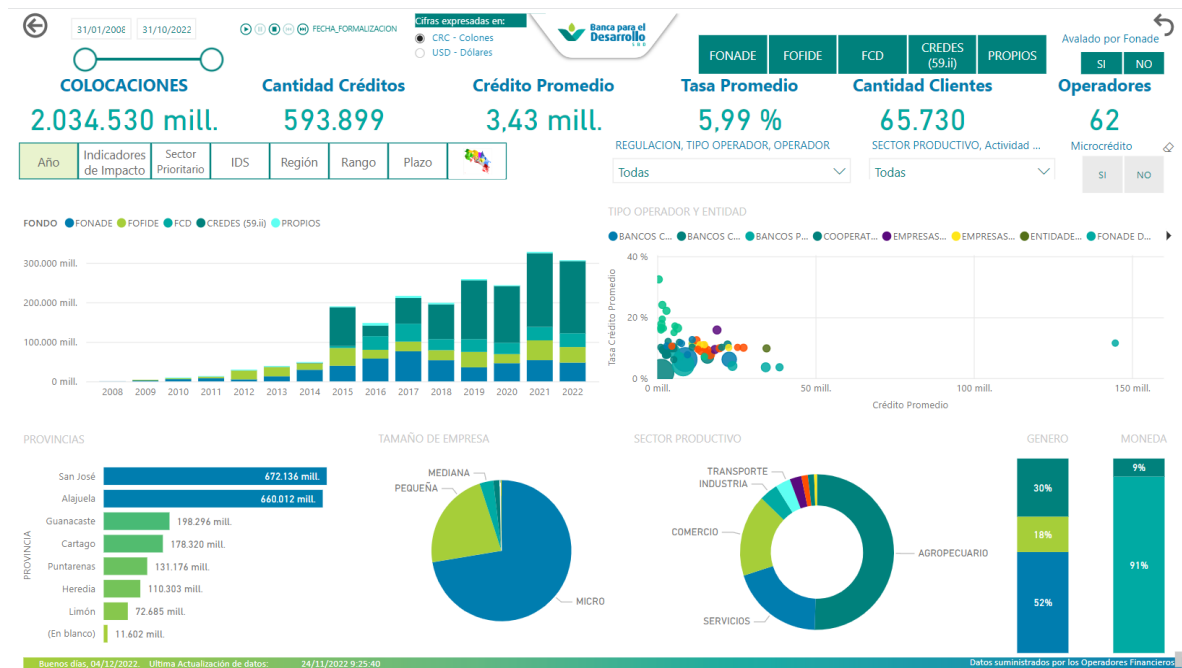 31/01/2008 31/10/2022
FECHA_FORMALIZACION
Cifras expresadas en:
CRC - Colones
USD - Dólares
Banca para el
Desarrollo
FONADE FOFIDE FCD CREDES (59.ii) PROPIOS
Avalado por Fonade
SI NO
COLOCACIONES Cantidad Créditos Crédito Promedio Tasa Promedio Cantidad Clientes Operadores
2.034.530 mill. 593.899 3,43 mill. 5,99 % 65.730 62
Año Indicadores de Impacto Sector Prioritario IDS Región Rango Plazo
REGULACION, TIPO OPERADOR, OPERADOR
Todas
SECTOR PRODUCTIVO, Actividad ...
Todas
Microcrédito
SI NO
FONDO FONADE FOFIDE FCD CREDES (59.ii) PROPIOS
300.000 mill.
200.000 mill.
100.000 mill.
0 mill.
2008 2009 2010 2011 2012 2013 2014 2015 2016 2017 2018 2019 2020 2021 2022
TIPO OPERADOR Y ENTIDAD
BANCOS C... BANCOS C... BANCOS P... COOPERAT... EMPRESAS... EMPRESAS... ENTIDADE... FONADE D...
Tasa Crédito Promedio
40 %
20 %
0 %
0 mill. 50 mill. 100 mill. 150 mill.
Crédito Promedio
PROVINCIAS
PROVINCIA
San José 672.136 mill.
Alajuela 660.012 mill.
Guanacaste 198.296 mill.
Cartago 178.320 mill.
Puntarenas 131.176 mill.
Heredia 110.303 mill.
Limón 72.685 mill.
(En blanco) 11.602 mill.
TAMAÑO DE EMPRESA
MEDIANA
PEQUEÑA
MICRO
SECTOR PRODUCTIVO
TRANSPORTE
INDUSTRIA
COMERCIO
AGROPECUARIO
SERVICIOS
GENERO
30%
18%
52%
MONEDA
9%
91%
Buenos días, 04/12/2022. Ultima Actualización de datos: 24/11/2022 9:25:40
Datos suministrados por los Operadores Financieros